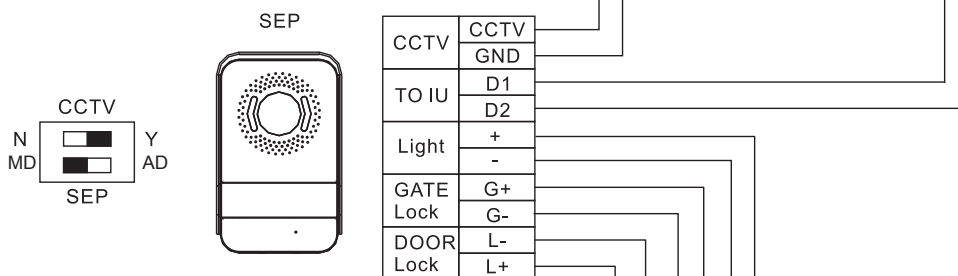 SEP
CCTV
N Y
MD AD
SEP
CCTV CCTV
GND
TO IU D1
D2
Light +
-
GATE Lock G+
G-
DOOR Lock L-
L+